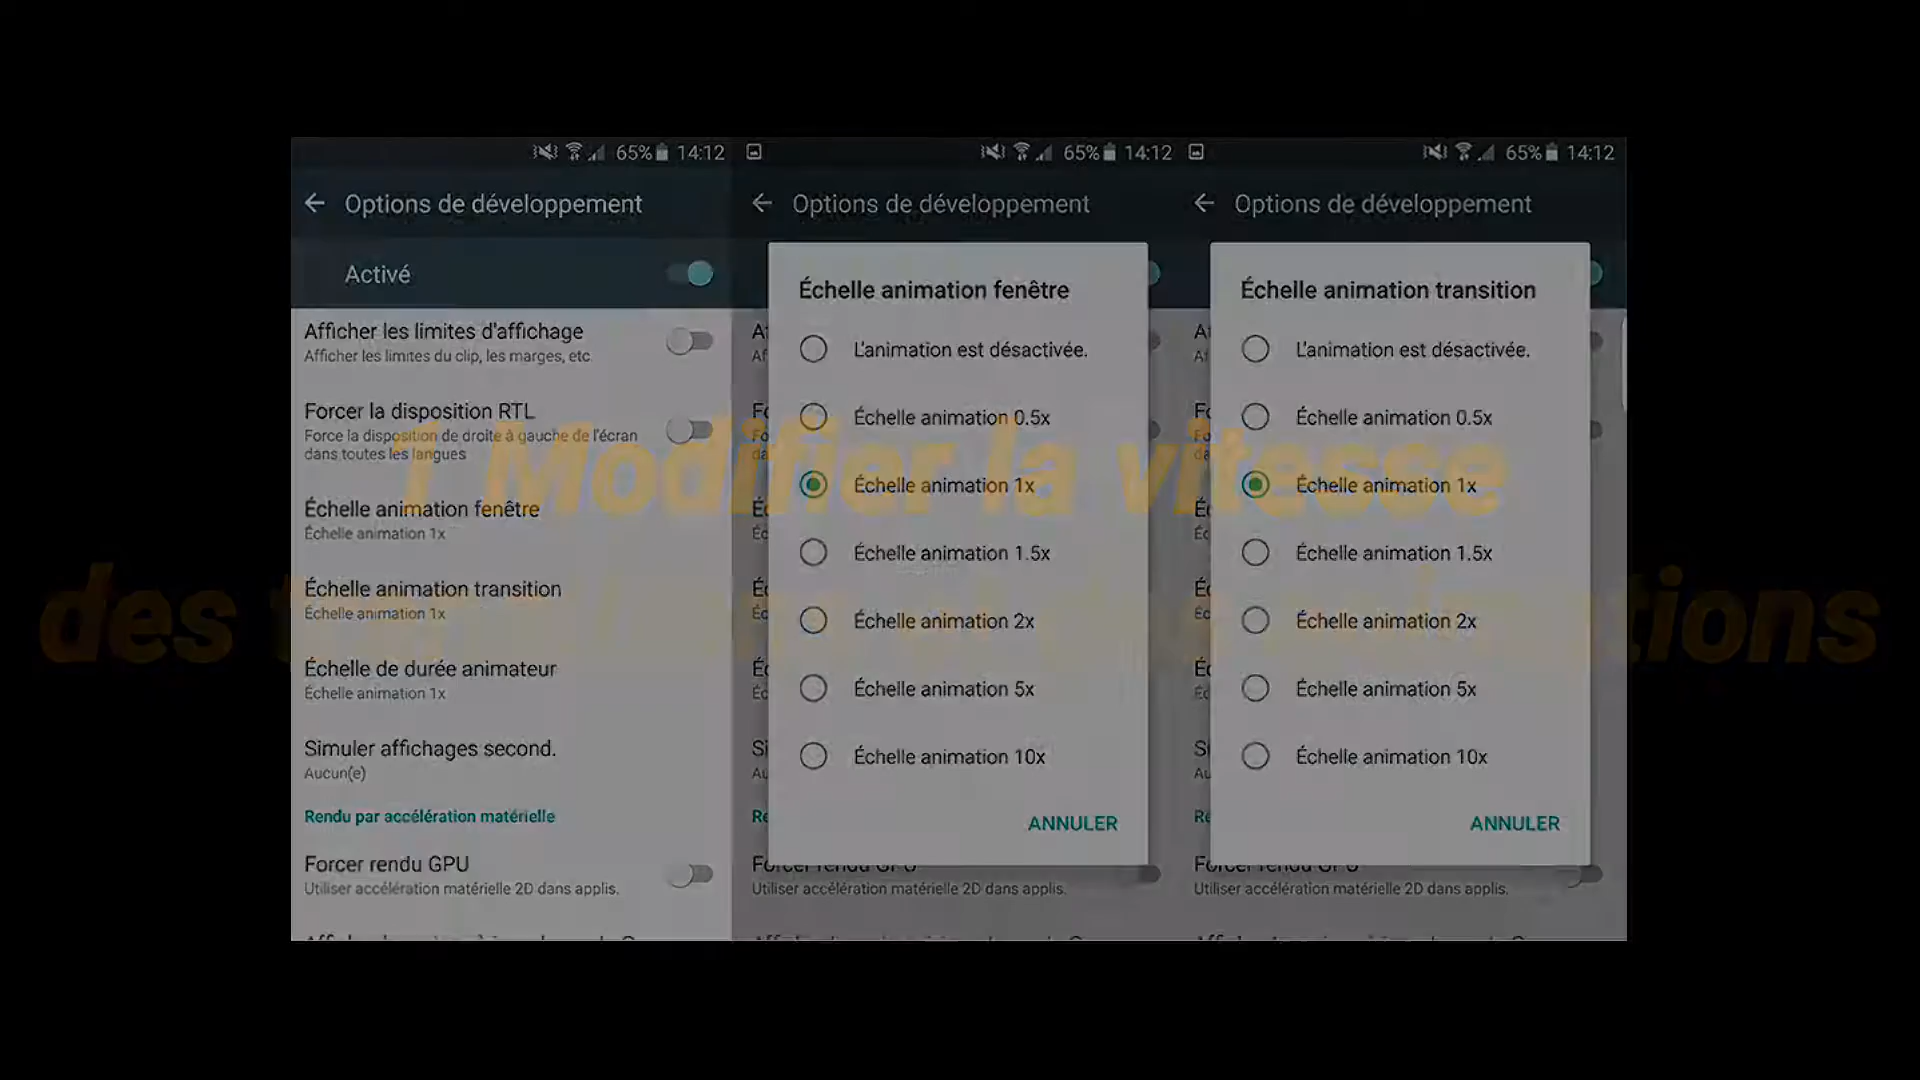 65% 14:12
Options de développement
Activé
Afficher les limites d'affichage
Afficher les limites du clip, les marges, etc
Forcer la disposition RTL
Force la disposition de droite à gauche de l'écran
dans toutes les langues
Échelle animation fenêtre
Échelle animation 1x
Échelle animation transition
Échelle animation 1x
Échelle de durée animateur
Échelle animation 1x
Simuler affichages second.
Aucun(e)
Rendu par accélération matérielle
Forcer rendu GPU
Utiliser accélération matérielle 2D dans applis.
65% 14:12
Options de développement
Échelle animation fenêtre
L'animation est désactivée.
Échelle animation 0.5x
Échelle animation 1x
Échelle animation 1.5x
Échelle animation 2x
Échelle animation 5x
Échelle animation 10x
ANNULER
Forcer rendu GPU
Utiliser accélération matérielle 2D dans applis.
65% 14:12
Options de développement
Échelle animation transition
L'animation est désactivée.
Échelle animation 0.5x
Échelle animation 1x
Échelle animation 1.5x
Échelle animation 2x
Échelle animation 5x
Échelle animation 10x
ANNULER
Forcer rendu GPU
Utiliser accélération matérielle 2D dans applis.
1 Modifier la vitesse
des